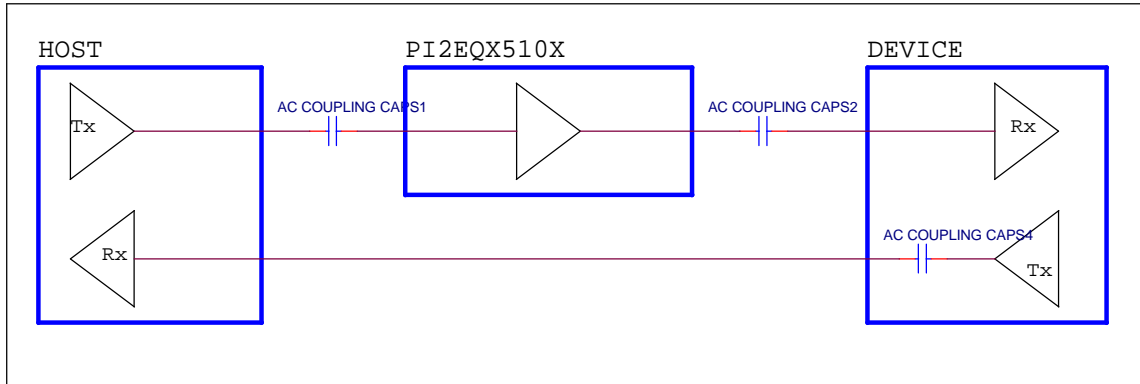 HOST
PI2EQX510X
DEVICE
AC COUPLING CAPS1
AC COUPLING CAPS2
Tx
Rx
AC COUPLING CAPS4
Rx
Tx